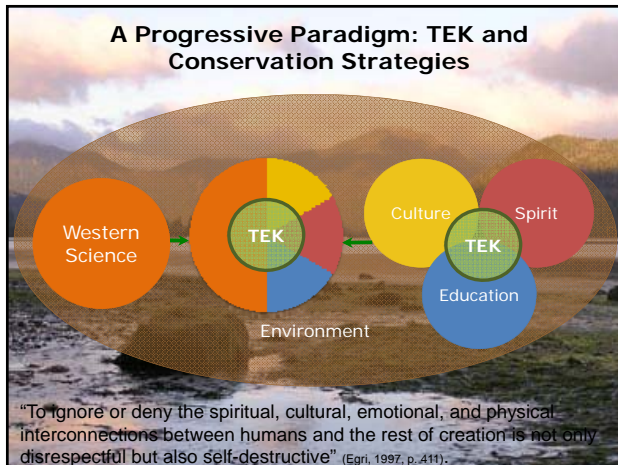 A Progressive Paradigm: TEK and
Conservation Strategies
Western
Science
TEK
Culture
Spirit
TEK
Education
Environment
“To ignore or deny the spiritual, cultural, emotional, and physical
interconnections between humans and the rest of creation is not only
disrespectful but also self-destructive” (Egri, 1997, p. 411).